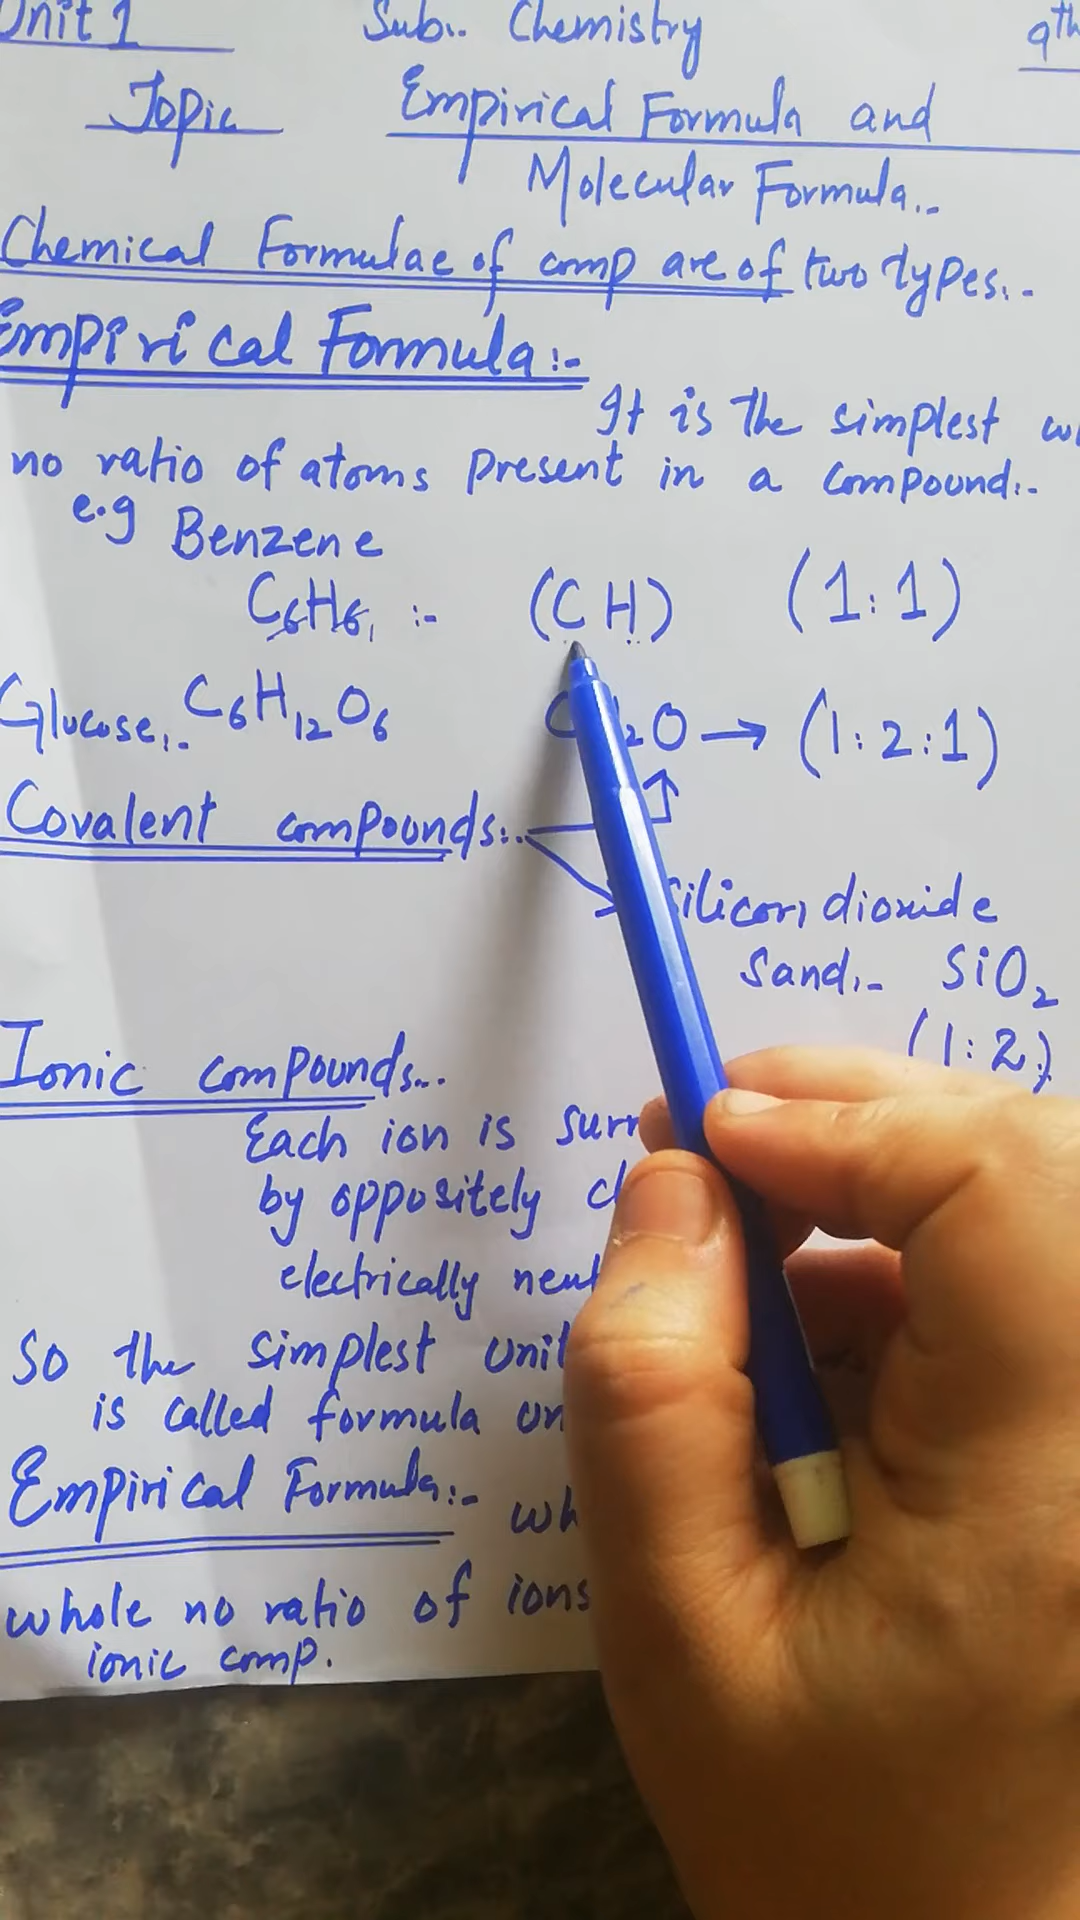 Unit 1 Sub:. Chemistry 9th
Topic Empirical Formula and
Molecular Formula..
Chemical Formulae of comp are of two types:-
Empirical Formula:-
It is the simplest
no ratio of atoms present in a compound:-
e.g Benzene
C₆H₆, :- (CH) (1:1)
Glucose:- C₆H₁₂O₆ ₂O → (1:2:1)
Covalent compounds:-
Silicon dioxide
Sand:- SiO₂
(1:2)
Ionic compounds...
Each ion is
by oppositely
electrically
So the simplest
is called formula
Empirical Formula:-
whole no ratio of ions
ionic comp.